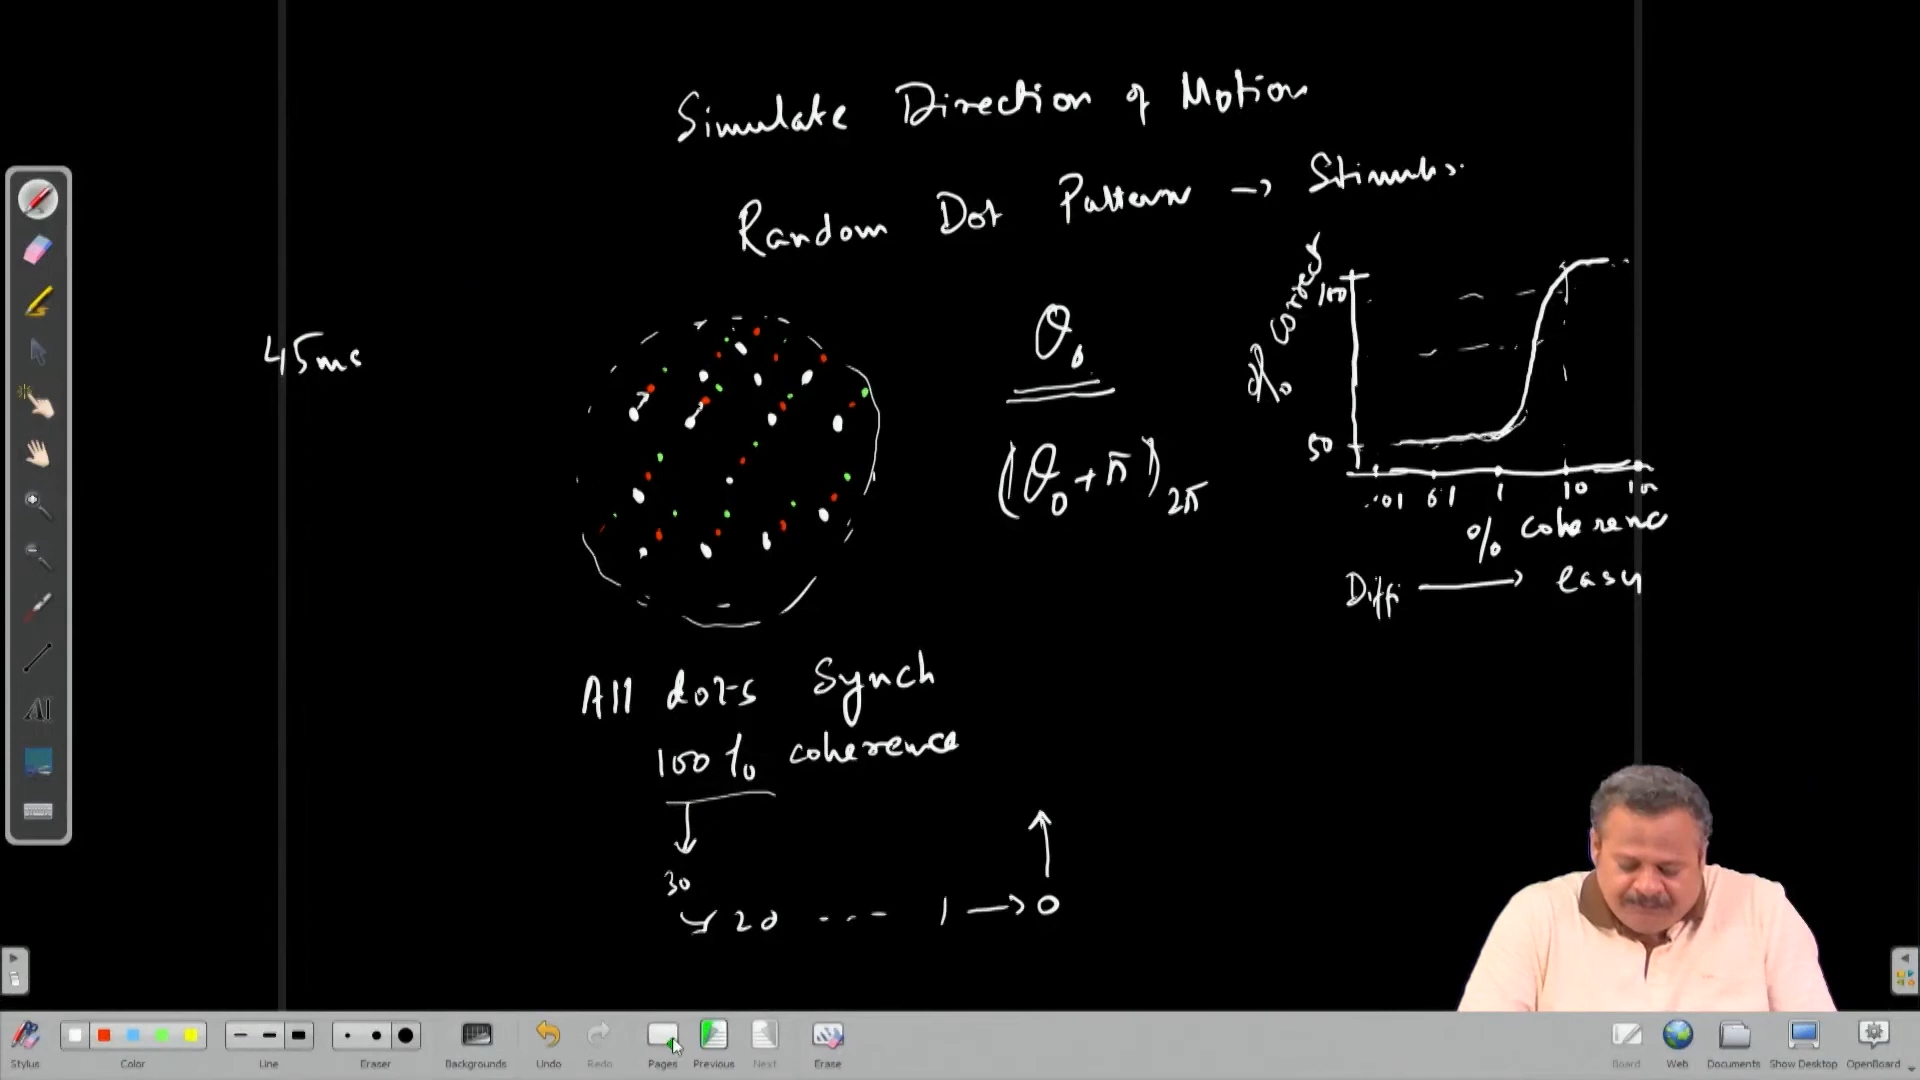 Simulate Direction of Motion
Random Dot Pattern → Stimulus
45ms
θ₀
(θ₀ + π)₂π
% correct
100
50
.01 0.1 1 10 100
% coherenc
Diff → easy
All dots Synch
100% coherence
30
20 --- 1 → 0
AI
Stylus
Color
Line
Eraser
Backgrounds
Undo
Redo
Pages
Previous
Next
Erase
Board
Web
Documents
Show Desktop
OpenBoard